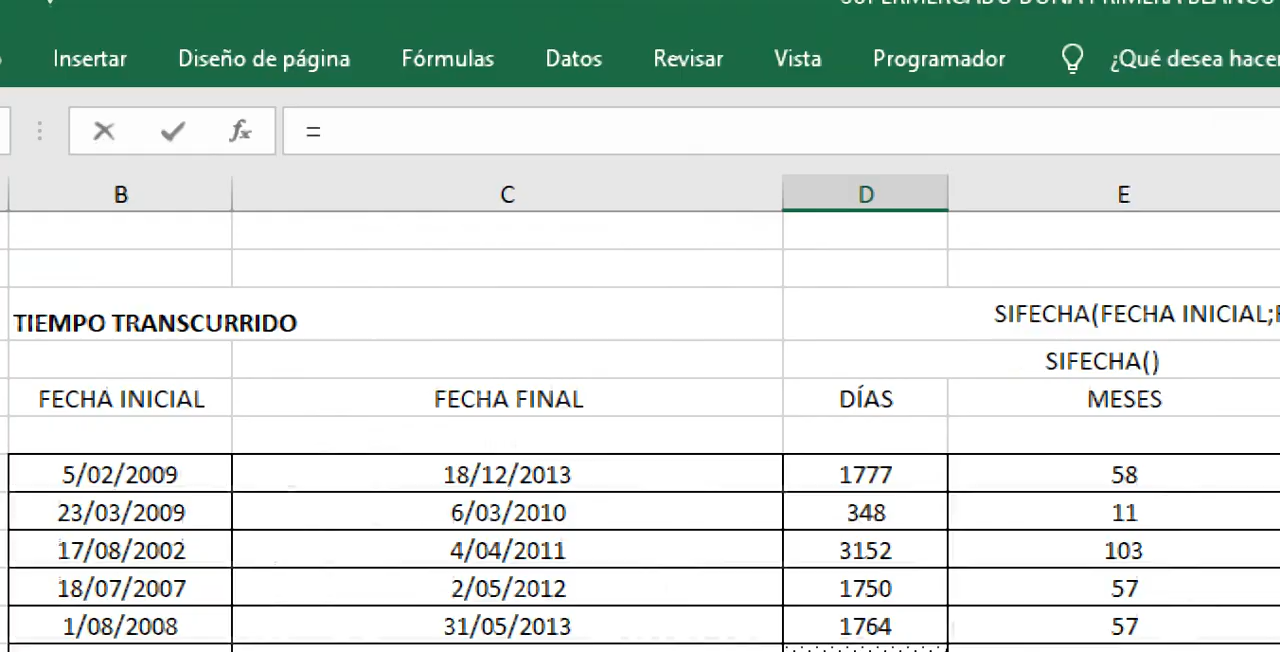 Insertar Diseño de página Fórmulas Datos Revisar Vista Programador ¿Qué desea hacer
fx =
B C D E
TIEMPO TRANSCURRIDO SIFECHA(FECHA INICIAL;F
SIFECHA()
FECHA INICIAL FECHA FINAL DÍAS MESES
5/02/2009 18/12/2013 1777 58
23/03/2009 6/03/2010 348 11
17/08/2002 4/04/2011 3152 103
18/07/2007 2/05/2012 1750 57
1/08/2008 31/05/2013 1764 57